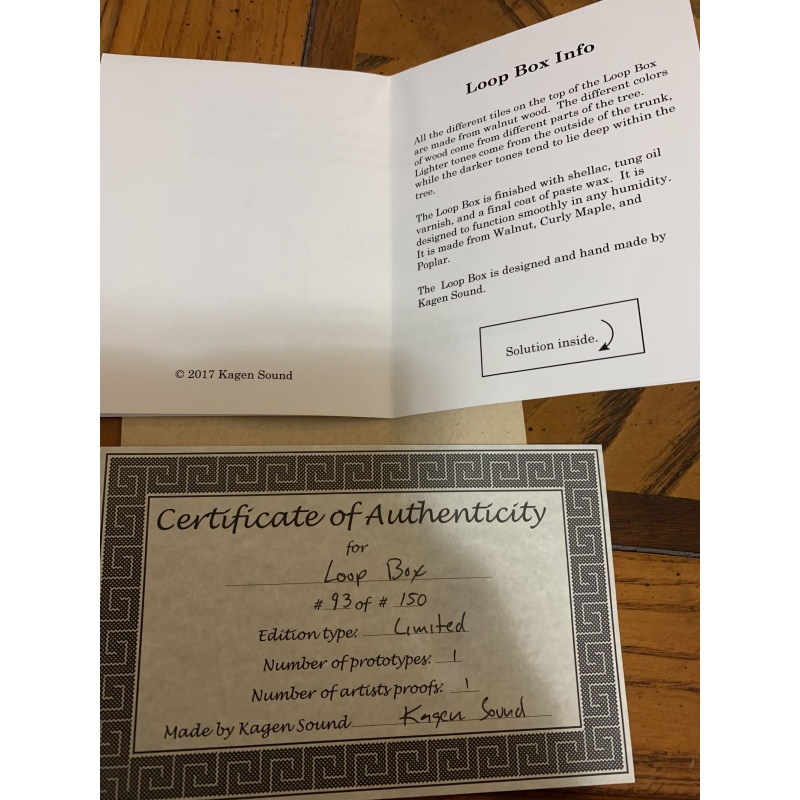 Loop Box Info
All the different tiles on the top of the Loop Box
are made from walnut wood. The different colors
of wood come from different parts of the tree.
Lighter tones come from the outside of the trunk,
while the darker tones tend to lie deep within the
tree.
The Loop Box is finished with shellac, tung oil
varnish, and a final coat of paste wax. It is
designed to function smoothly in any humidity.
It is made from Walnut, Curly Maple, and
Poplar.
The Loop Box is designed and hand made by
Kagen Sound.
Solution inside.
© 2017 Kagen Sound
Certificate of Authenticity
for
Loop Box
# 93 of # 150
Edition type: Limited
Number of prototypes: 1
Number of artists proofs: 1
Made by Kagen Sound Kagen Sound